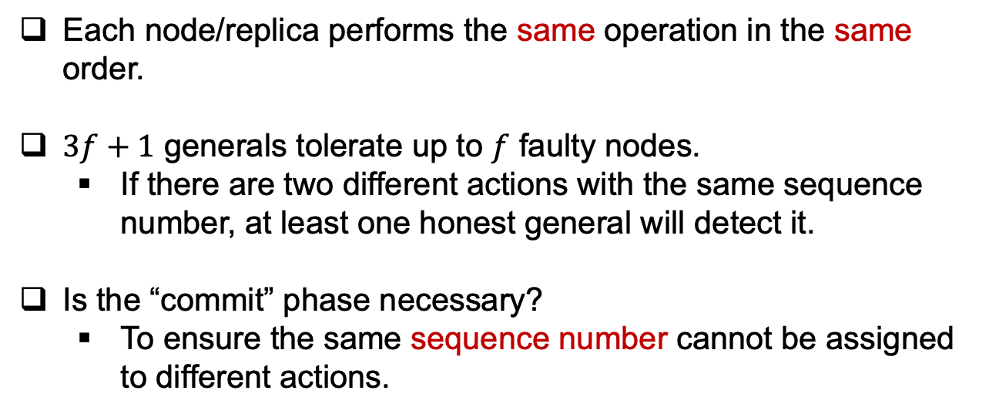 ❑ Each node/replica performs the same operation in the same
order.
❑ 3f + 1 generals tolerate up to f faulty nodes.
▪ If there are two different actions with the same sequence
number, at least one honest general will detect it.
❑ Is the “commit” phase necessary?
▪ To ensure the same sequence number cannot be assigned
to different actions.